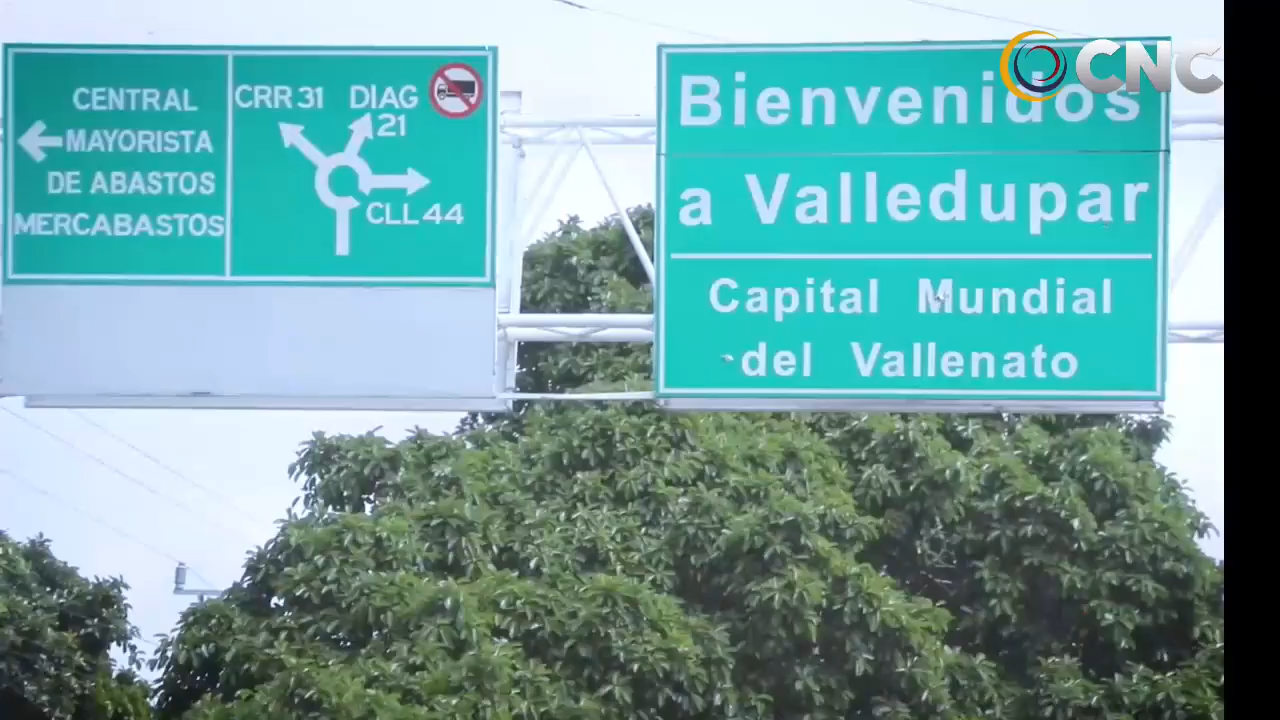 CENTRAL
MAYORISTA
DE ABASTOS
MERCABASTOS
CRR 31
DIAG
21
CLL 44
Bienvenidos
a Valledupar
Capital Mundial
del Vallenato
CNC